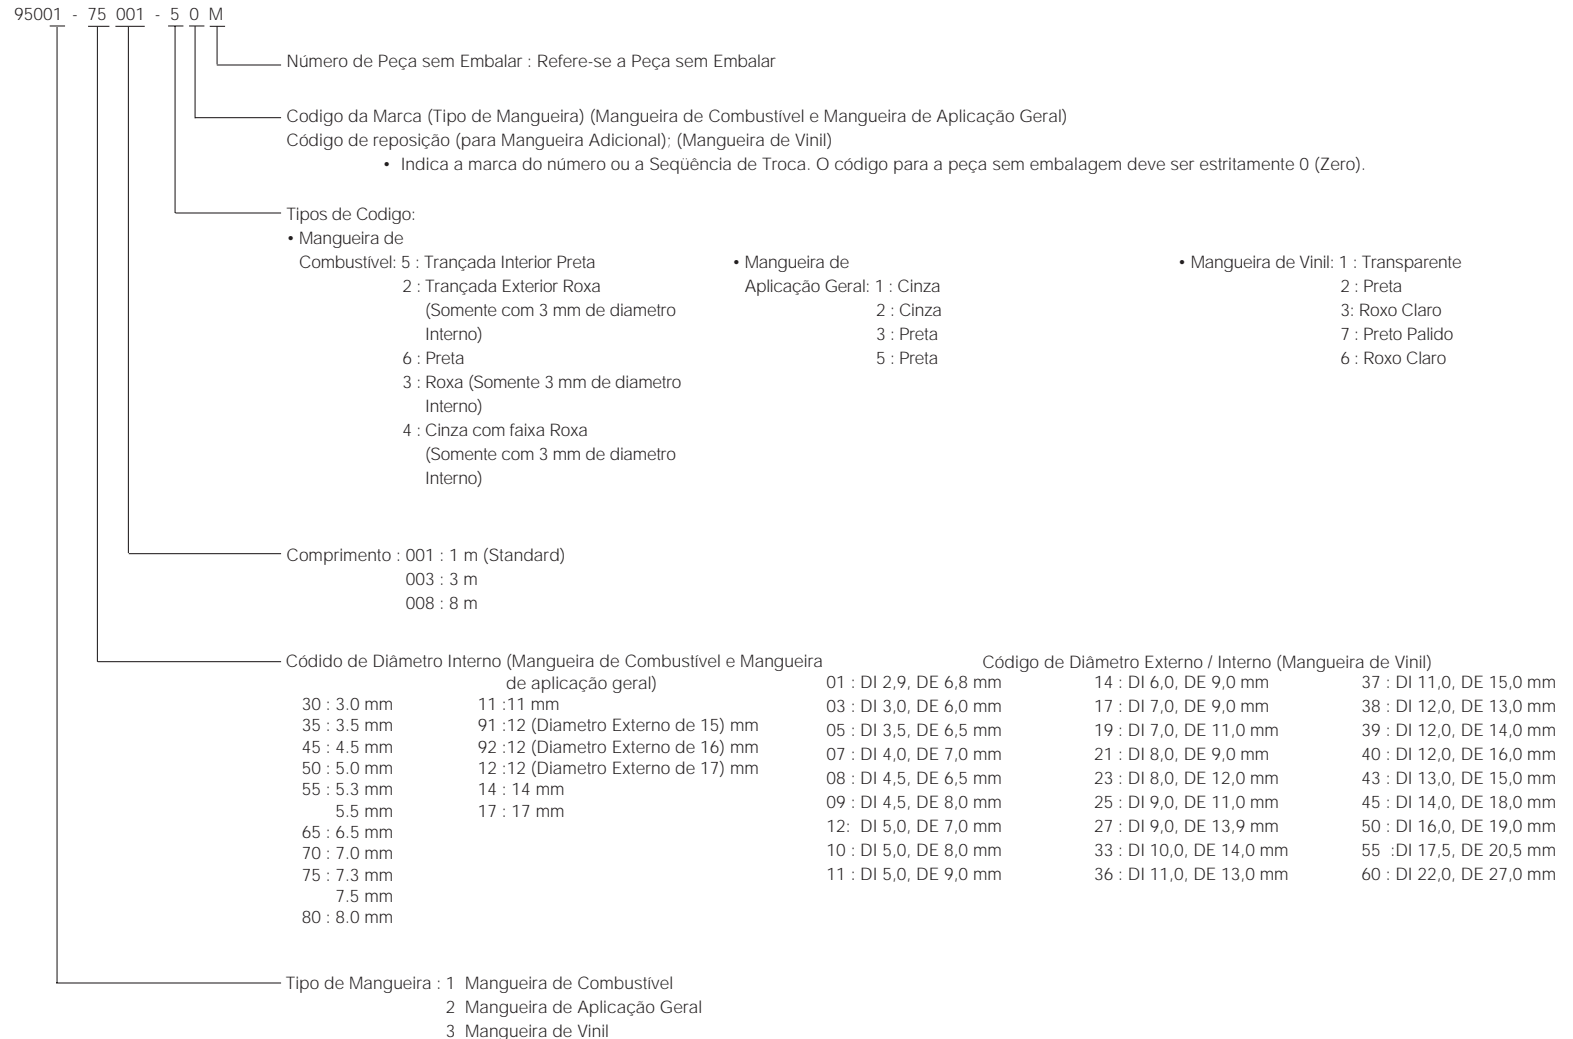 95001 - 75 001 - 5 0 M
Número de Peça sem Embalar : Refere-se a Peça sem Embalar
Codigo da Marca (Tipo de Mangueira) (Mangueira de Combustível e Mangueira de Aplicação Geral)
Código de reposição (para Mangueira Adicional); (Mangueira de Vinil)
• Indica a marca do número ou a Seqüência de Troca. O código para a peça sem embalagem deve ser estritamente 0 (Zero).
Tipos de Codigo:
• Mangueira de
Combustível: 5 : Trançada Interior Preta
2 : Trançada Exterior Roxa
(Somente com 3 mm de diametro
Interno)
6 : Preta
3 : Roxa (Somente 3 mm de diametro
Interno)
4 : Cinza com faixa Roxa
(Somente com 3 mm de diametro
Interno)
• Mangueira de
Aplicação Geral: 1 : Cinza
2 : Cinza
3 : Preta
5 : Preta
• Mangueira de Vinil: 1 : Transparente
2 : Preta
3: Roxo Claro
7 : Preto Palido
6 : Roxo Claro
Comprimento : 001 : 1 m (Standard)
003 : 3 m
008 : 8 m
Códido de Diâmetro Interno (Mangueira de Combustível e Mangueira
de aplicação geral)
30 : 3.0 mm
35 : 3.5 mm
45 : 4.5 mm
50 : 5.0 mm
55 : 5.3 mm
5.5 mm
65 : 6.5 mm
70 : 7.0 mm
75 : 7.3 mm
7.5 mm
80 : 8.0 mm
11 :11 mm
91 :12 (Diametro Externo de 15) mm
92 :12 (Diametro Externo de 16) mm
12 :12 (Diametro Externo de 17) mm
14 : 14 mm
17 : 17 mm
Código de Diâmetro Externo / Interno (Mangueira de Vinil)
01 : DI 2,9, DE 6,8 mm
03 : DI 3,0, DE 6,0 mm
05 : DI 3,5, DE 6,5 mm
07 : DI 4,0, DE 7,0 mm
08 : DI 4,5, DE 6,5 mm
09 : DI 4,5, DE 8,0 mm
12: DI 5,0, DE 7,0 mm
10 : DI 5,0, DE 8,0 mm
11 : DI 5,0, DE 9,0 mm
14 : DI 6,0, DE 9,0 mm
17 : DI 7,0, DE 9,0 mm
19 : DI 7,0, DE 11,0 mm
21 : DI 8,0, DE 9,0 mm
23 : DI 8,0, DE 12,0 mm
25 : DI 9,0, DE 11,0 mm
27 : DI 9,0, DE 13,9 mm
33 : DI 10,0, DE 14,0 mm
36 : DI 11,0, DE 13,0 mm
37 : DI 11,0, DE 15,0 mm
38 : DI 12,0, DE 13,0 mm
39 : DI 12,0, DE 14,0 mm
40 : DI 12,0, DE 16,0 mm
43 : DI 13,0, DE 15,0 mm
45 : DI 14,0, DE 18,0 mm
50 : DI 16,0, DE 19,0 mm
55 :DI 17,5, DE 20,5 mm
60 : DI 22,0, DE 27,0 mm
Tipo de Mangueira : 1 Mangueira de Combustível
2 Mangueira de Aplicação Geral
3 Mangueira de Vinil